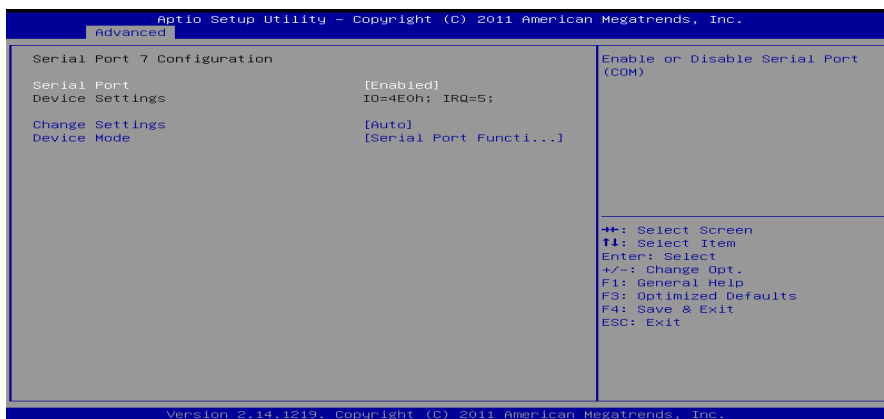 Aptio Setup Utility – Copyright (C) 2011 American Megatrends, Inc.
Advanced
Serial Port 7 Configuration
Serial Port [Enabled]
Device Settings IO=4E0h; IRQ=5;
Change Settings [Auto]
Device Mode [Serial Port Functi...]
Enable or Disable Serial Port
(COM)
→←: Select Screen
↑↓: Select Item
Enter: Select
+/-: Change Opt.
F1: General Help
F3: Optimized Defaults
F4: Save & Exit
ESC: Exit
Version 2.14.1219. Copyright (C) 2011 American Megatrends, Inc.